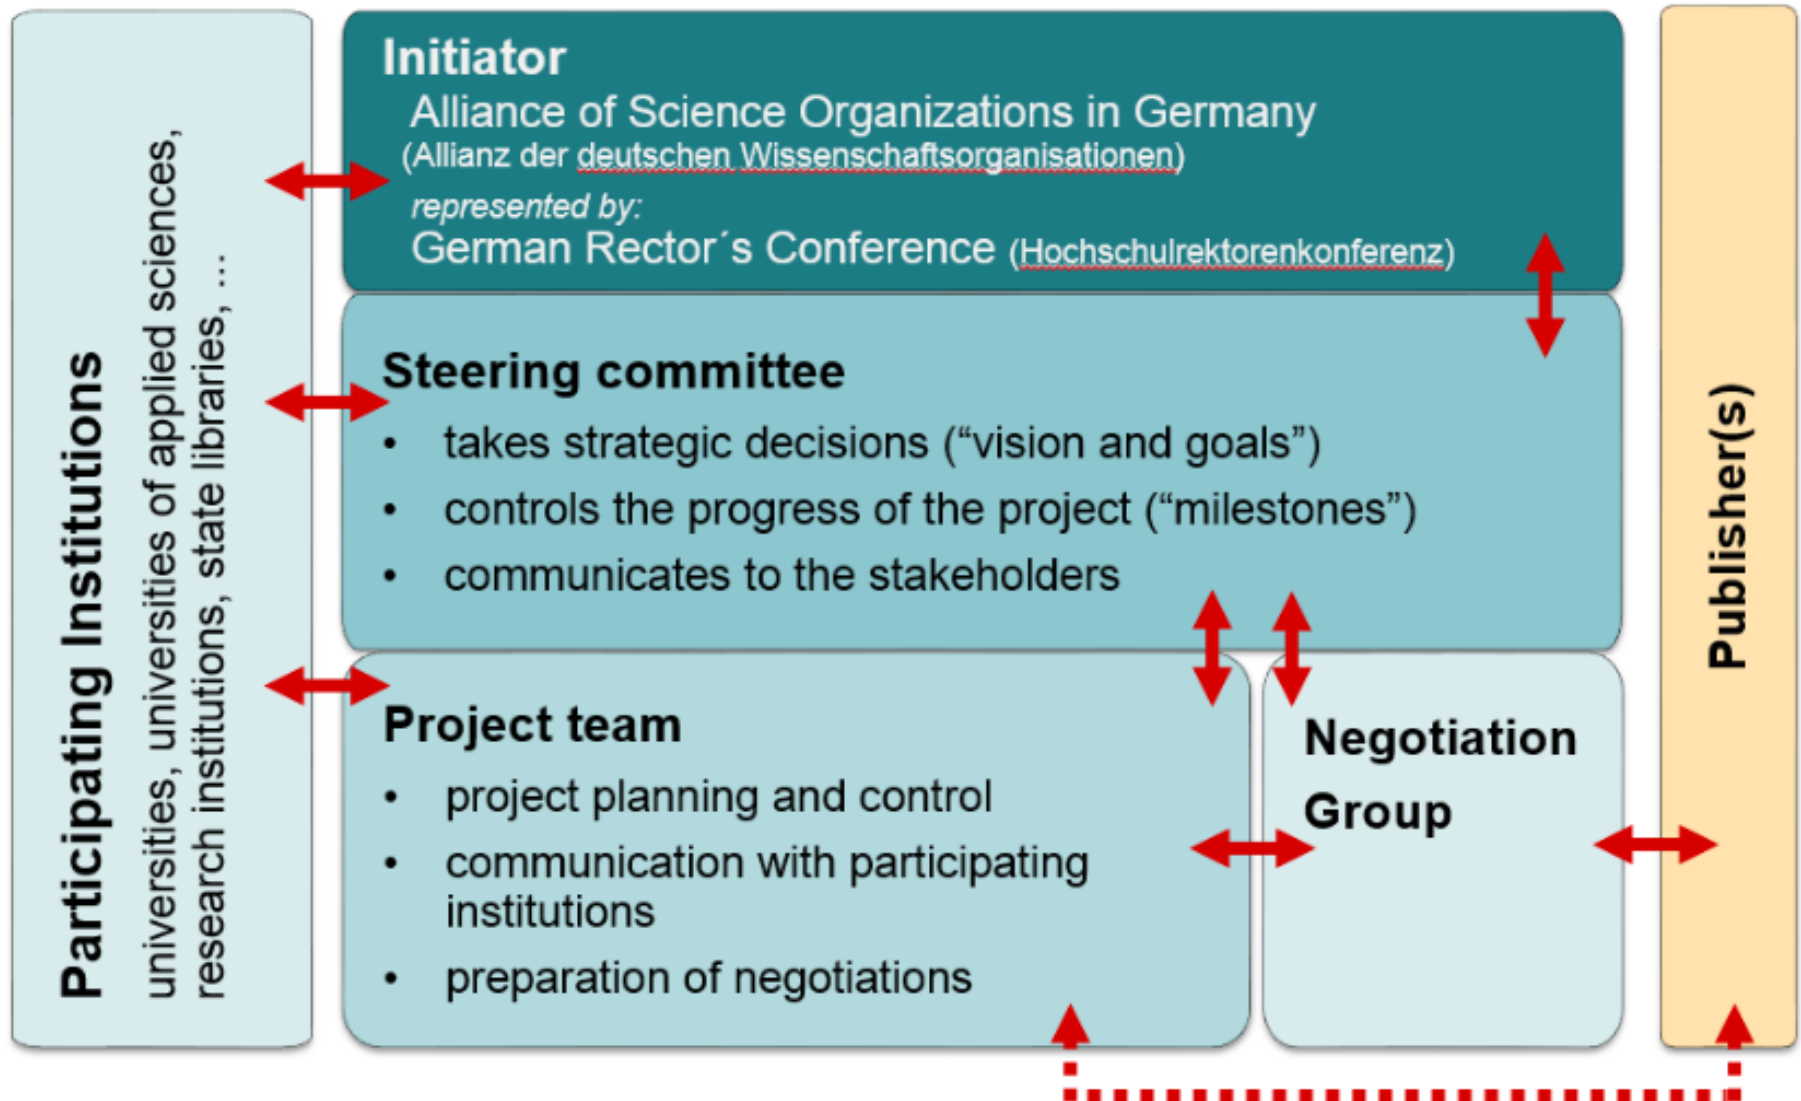 Participating Institutions
universities, universities of applied sciences,
research institutions, state libraries, ...
Initiator
Alliance of Science Organizations in Germany
(Allianz der deutschen Wissenschaftsorganisationen)
represented by:
German Rector´s Conference (Hochschulrektorenkonferenz)
Steering committee
• takes strategic decisions (“vision and goals”)
• controls the progress of the project (“milestones”)
• communicates to the stakeholders
Project team
• project planning and control
• communication with participating
institutions
• preparation of negotiations
Negotiation
Group
Publisher(s)